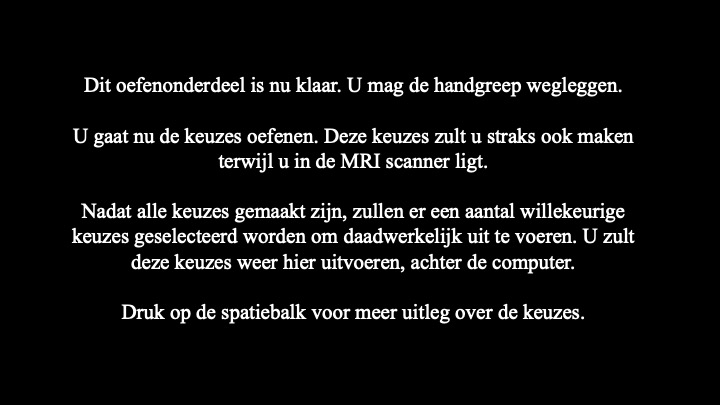 Dit oefenonderdeel is nu klaar. U mag de handgreep wegleggen.
U gaat nu de keuzes oefenen. Deze keuzes zult u straks ook maken
terwijl u in de MRI scanner ligt.
Nadat alle keuzes gemaakt zijn, zullen er een aantal willekeurige
keuzes geselecteerd worden om daadwerkelijk uit te voeren. U zult
deze keuzes weer hier uitvoeren, achter de computer.
Druk op de spatiebalk voor meer uitleg over de keuzes.